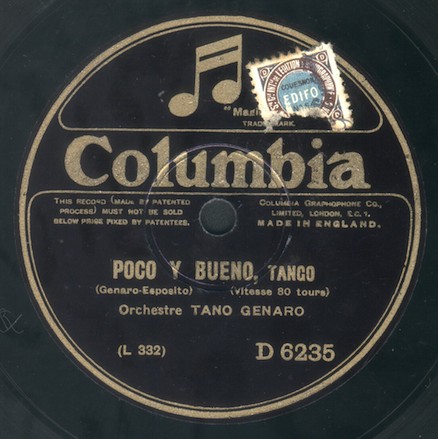 "Mag
TRADE MARK.
EDIFO
Columbia
THIS RECORD (MADE BY PATENTED
PROCESS) MUST NOT BE SOLD
BELOW PRICE FIXED BY PATENTEES.
COLUMBIA GRAPHOPHONE CO.,
LIMITED, LONDON, E.C.1.
MADE IN ENGLAND.
POCO Y BUENO, TANGO
(Genaro-Esposito) (vitesse 80 tours)
Orchestre TANO GENARO
(L 332) D 6235